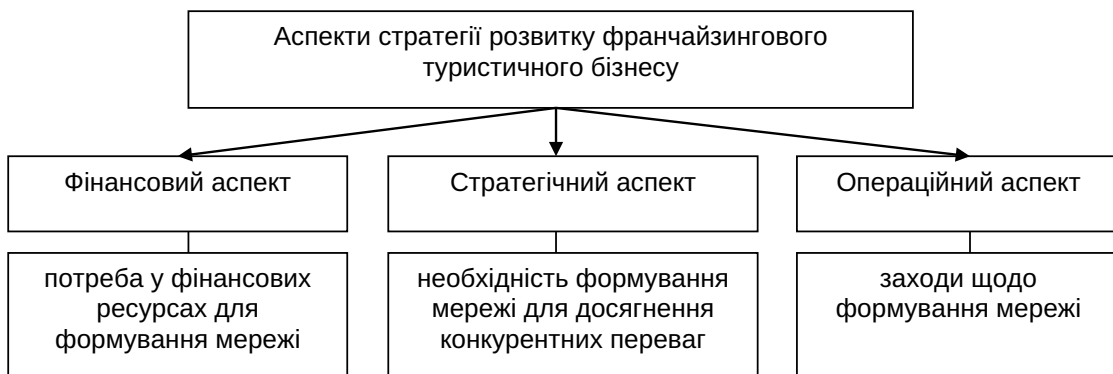 Аспекти стратегії розвитку франчайзингового
туристичного бізнесу
Фінансовий аспект
Стратегічний аспект
Операційний аспект
потреба у фінансових
ресурсах для
формування мережі
необхідність формування
мережі для досягнення
конкурентних переваг
заходи щодо
формування мережі